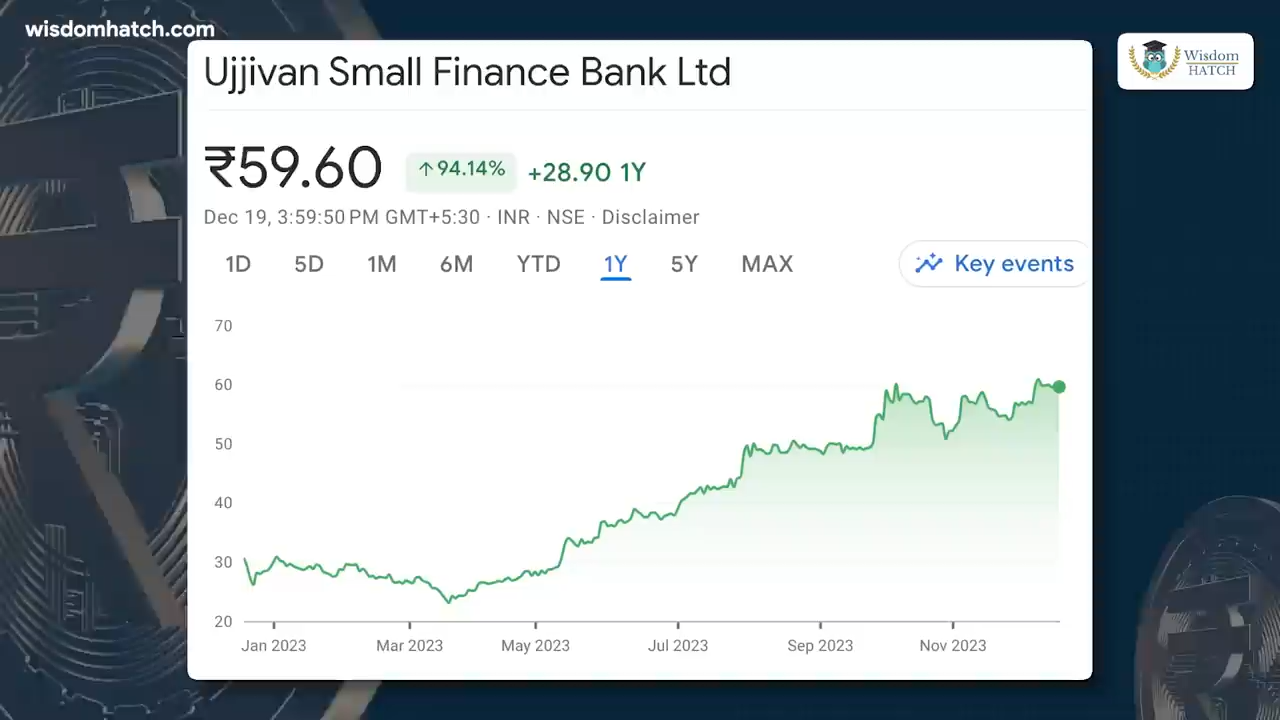 wisdomhatch.com
Wisdom
HATCH
Ujjivan Small Finance Bank Ltd
₹59.60 ↑94.14% +28.90 1Y
Dec 19, 3:59:50 PM GMT+5:30 · INR · NSE · Disclaimer
1D 5D 1M 6M YTD 1Y 5Y MAX Key events
70
60
50
40
30
20
Jan 2023 Mar 2023 May 2023 Jul 2023 Sep 2023 Nov 2023